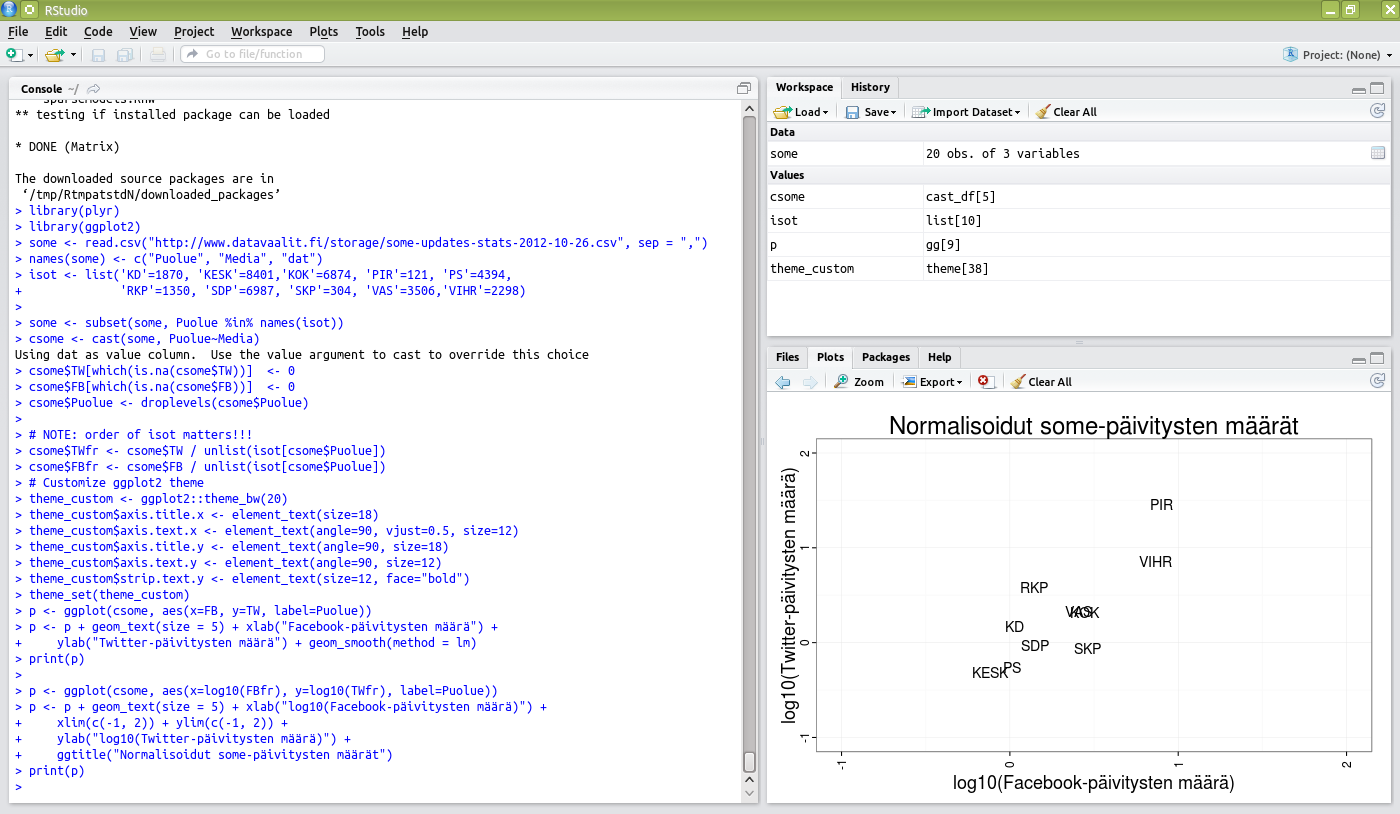 RStudio
File Edit Code View Project Workspace Plots Tools Help
Go to file/function
Project: (None)
Console ~/
** testing if installed package can be loaded
* DONE (Matrix)
The downloaded source packages are in
‘/tmp/RtmpatstdN/downloaded_packages’
> library(plyr)
> library(ggplot2)
> some <- read.csv("http://www.datavaalit.fi/storage/some-updates-stats-2012-10-26.csv", sep = ",")
> names(some) <- c("Puolue", "Media", "dat")
> isot <- list('KD'=1870, 'KESK'=8401,'KOK'=6874, 'PIR'=121, 'PS'=4394,
+ 'RKP'=1350, 'SDP'=6987, 'SKP'=304, 'VAS'=3506,'VIHR'=2298)
>
> some <- subset(some, Puolue %in% names(isot))
> csome <- cast(some, Puolue~Media)
Using dat as value column.  Use the value argument to cast to override this choice
> csome$TW[which(is.na(csome$TW))]  <- 0
> csome$FB[which(is.na(csome$FB))]  <- 0
> csome$Puolue <- droplevels(csome$Puolue)
>
> # NOTE: order of isot matters!!!
> csome$TWfr <- csome$TW / unlist(isot[csome$Puolue])
> csome$FBfr <- csome$FB / unlist(isot[csome$Puolue])
> # Customize ggplot2 theme
> theme_custom <- ggplot2::theme_bw(20)
> theme_custom$axis.title.x <- element_text(size=18)
> theme_custom$axis.text.x <- element_text(angle=90, vjust=0.5, size=12)
> theme_custom$axis.title.y <- element_text(angle=90, size=18)
> theme_custom$axis.text.y <- element_text(angle=90, size=12)
> theme_custom$strip.text.y <- element_text(size=12, face="bold")
> theme_set(theme_custom)
> p <- ggplot(csome, aes(x=FB, y=TW, label=Puolue))
> p <- p + geom_text(size = 5) + xlab("Facebook-päivitysten määrä") +
+ ylab("Twitter-päivitysten määrä") + geom_smooth(method = lm)
> print(p)
>
> p <- ggplot(csome, aes(x=log10(FBfr), y=log10(TWfr), label=Puolue))
> p <- p + geom_text(size = 5) + xlab("log10(Facebook-päivitysten määrä)") +
+ xlim(c(-1, 2)) + ylim(c(-1, 2)) +
+ ylab("log10(Twitter-päivitysten määrä)") +
+ ggtitle("Normalisoidut some-päivitysten määrät")
> print(p)
>
Workspace History
Load Save Import Dataset Clear All
Data
some 20 obs. of 3 variables
Values
csome cast_df[5]
isot list[10]
p gg[9]
theme_custom theme[38]
Files Plots Packages Help
Zoom Export Clear All
Normalisoidut some-päivitysten määrät
log10(Twitter-päivitysten määrä)
2
1
0
-1
PIR
VIHR
RKP
VAS KOK
KD
SDP SKP
PS
KESK
-1 0 1 2
log10(Facebook-päivitysten määrä)